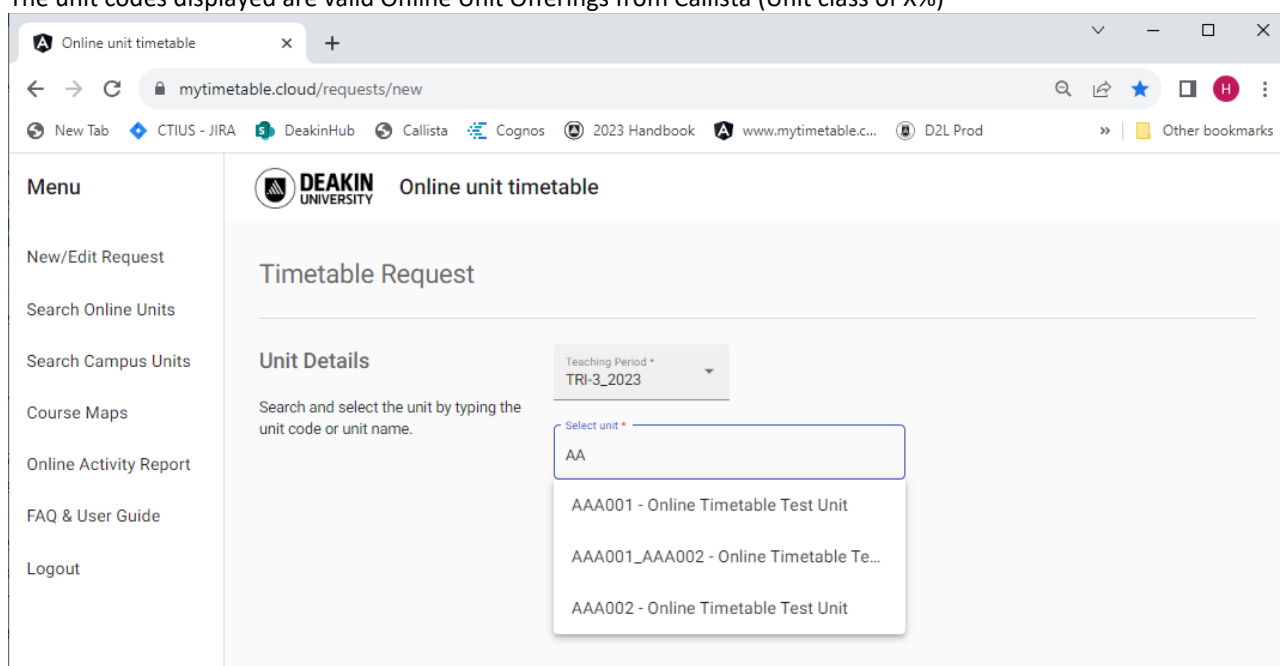 The unit codes displayed are valid Online Unit Offerings from Callista (Unit class of X%)
Online unit timetable
mytimetable.cloud/requests/new
H
New Tab CTIUS - JIRA DeakinHub Callista Cognos 2023 Handbook www.mytimetable.c... D2L Prod » Other bookmarks
Menu
DEAKIN
UNIVERSITY
Online unit timetable
New/Edit Request
Search Online Units
Search Campus Units
Course Maps
Online Activity Report
FAQ & User Guide
Logout
Timetable Request
Unit Details
Search and select the unit by typing the
unit code or unit name.
Teaching Period *
TRI-3_2023
Select unit *
AA
AAA001 - Online Timetable Test Unit
AAA001_AAA002 - Online Timetable Te...
AAA002 - Online Timetable Test Unit